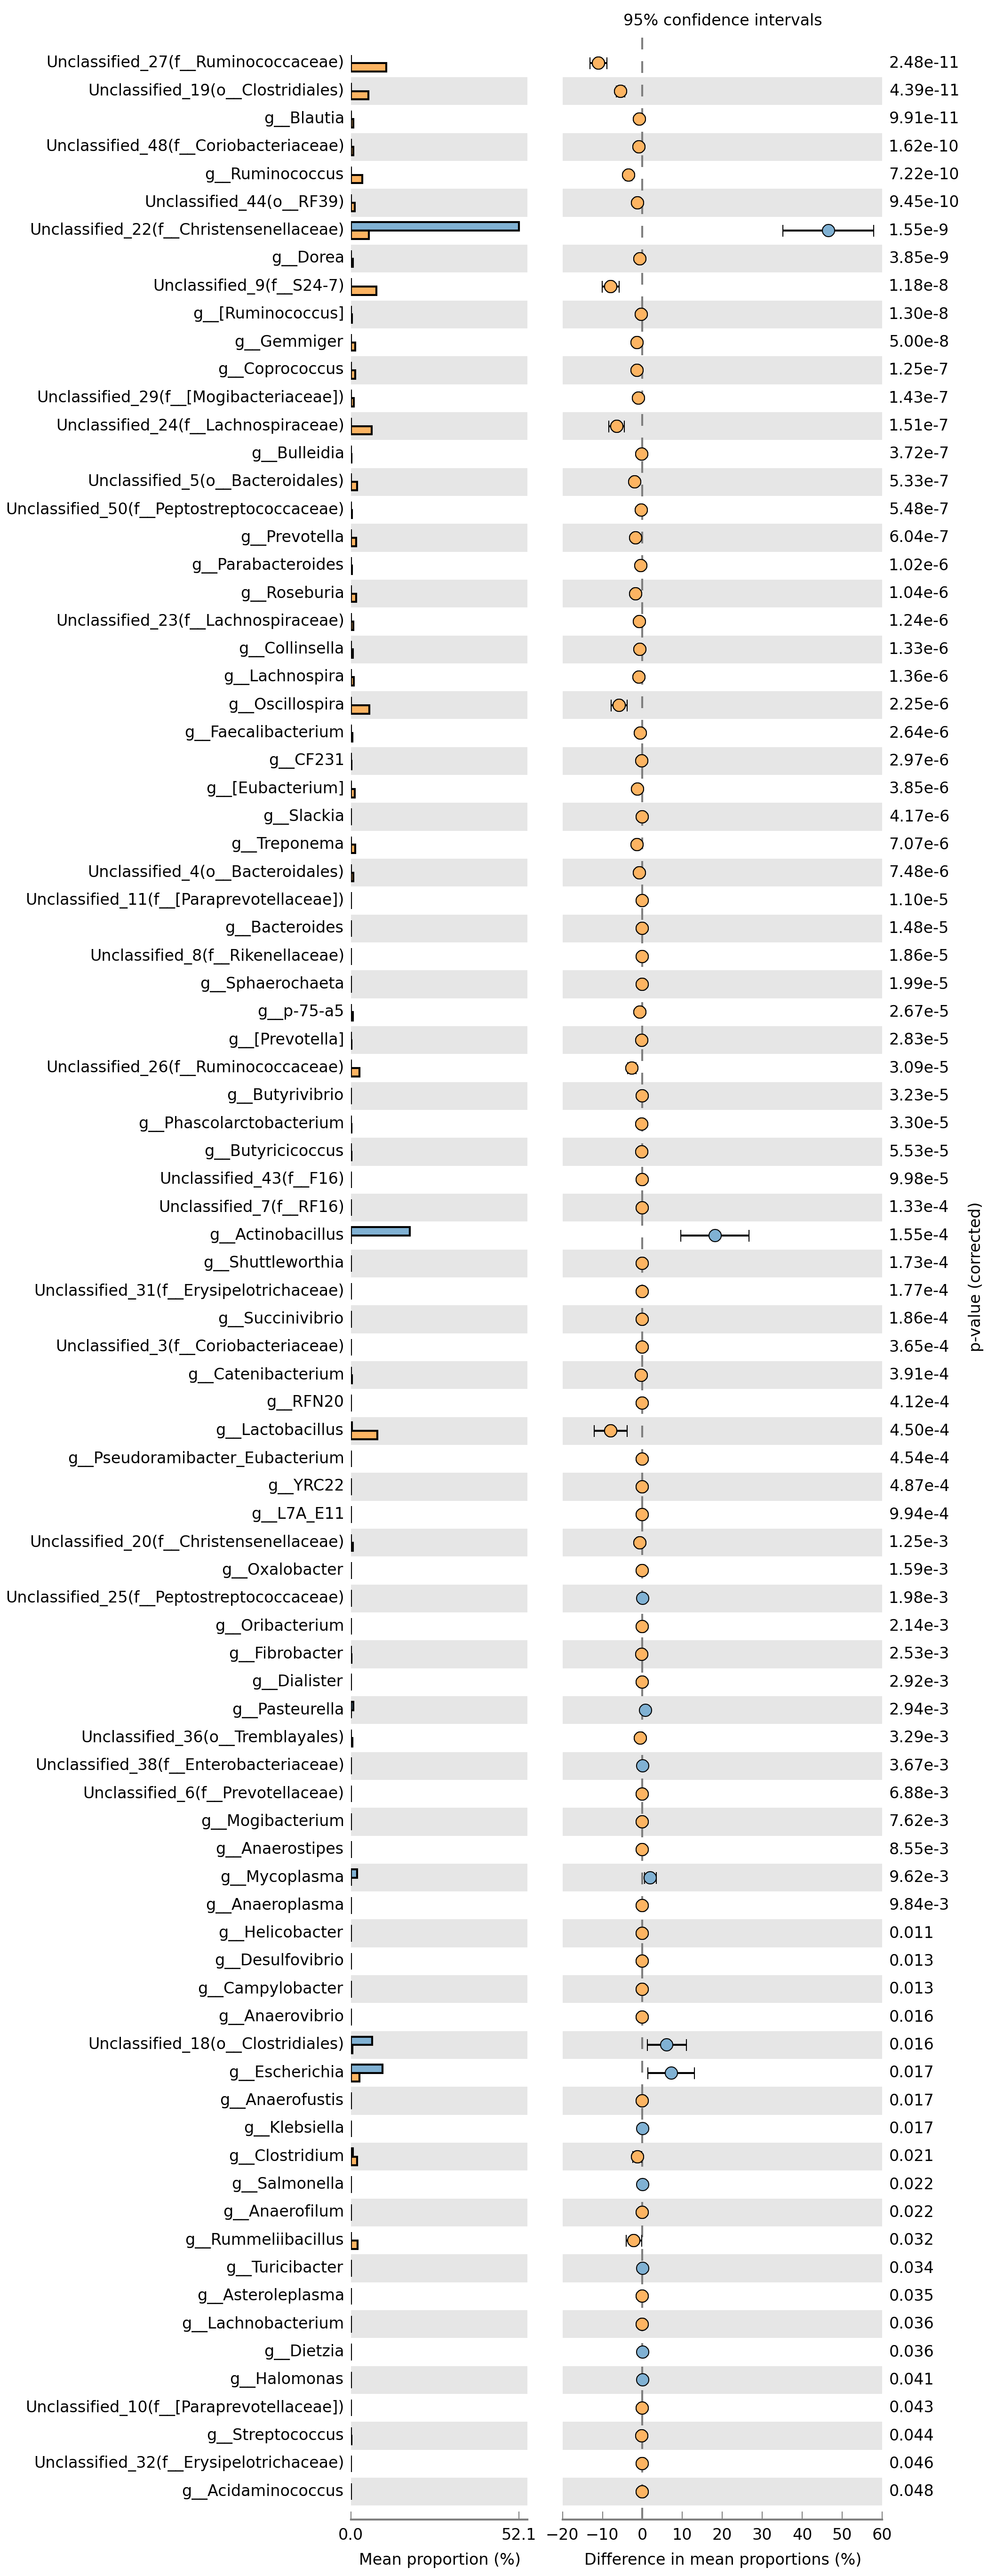 95% confidence intervals
Unclassified_27(f__Ruminococcaceae) 2.48e-11
Unclassified_19(o__Clostridiales) 4.39e-11
g__Blautia 9.91e-11
Unclassified_48(f__Coriobacteriaceae) 1.62e-10
g__Ruminococcus 7.22e-10
Unclassified_44(o__RF39) 9.45e-10
Unclassified_22(f__Christensenellaceae) 1.55e-9
g__Dorea 3.85e-9
Unclassified_9(f__S24-7) 1.18e-8
g__[Ruminococcus] 1.30e-8
g__Gemmiger 5.00e-8
g__Coprococcus 1.25e-7
Unclassified_29(f__[Mogibacteriaceae]) 1.43e-7
Unclassified_24(f__Lachnospiraceae) 1.51e-7
g__Bulleidia 3.72e-7
Unclassified_5(o__Bacteroidales) 5.33e-7
Unclassified_50(f__Peptostreptococcaceae) 5.48e-7
g__Prevotella 6.04e-7
g__Parabacteroides 1.02e-6
g__Roseburia 1.04e-6
Unclassified_23(f__Lachnospiraceae) 1.24e-6
g__Collinsella 1.33e-6
g__Lachnospira 1.36e-6
g__Oscillospira 2.25e-6
g__Faecalibacterium 2.64e-6
g__CF231 2.97e-6
g__[Eubacterium] 3.85e-6
g__Slackia 4.17e-6
g__Treponema 7.07e-6
Unclassified_4(o__Bacteroidales) 7.48e-6
Unclassified_11(f__[Paraprevotellaceae]) 1.10e-5
g__Bacteroides 1.48e-5
Unclassified_8(f__Rikenellaceae) 1.86e-5
g__Sphaerochaeta 1.99e-5
g__p-75-a5 2.67e-5
g__[Prevotella] 2.83e-5
Unclassified_26(f__Ruminococcaceae) 3.09e-5
g__Butyrivibrio 3.23e-5
g__Phascolarctobacterium 3.30e-5
g__Butyricicoccus 5.53e-5
Unclassified_43(f__F16) 9.98e-5
Unclassified_7(f__RF16) 1.33e-4
g__Actinobacillus 1.55e-4
g__Shuttleworthia 1.73e-4
Unclassified_31(f__Erysipelotrichaceae) 1.77e-4
g__Succinivibrio 1.86e-4
Unclassified_3(f__Coriobacteriaceae) 3.65e-4
g__Catenibacterium 3.91e-4
g__RFN20 4.12e-4
g__Lactobacillus 4.50e-4
g__Pseudoramibacter_Eubacterium 4.54e-4
g__YRC22 4.87e-4
g__L7A_E11 9.94e-4
Unclassified_20(f__Christensenellaceae) 1.25e-3
g__Oxalobacter 1.59e-3
Unclassified_25(f__Peptostreptococcaceae) 1.98e-3
g__Oribacterium 2.14e-3
g__Fibrobacter 2.53e-3
g__Dialister 2.92e-3
g__Pasteurella 2.94e-3
Unclassified_36(o__Tremblayales) 3.29e-3
Unclassified_38(f__Enterobacteriaceae) 3.67e-3
Unclassified_6(f__Prevotellaceae) 6.88e-3
g__Mogibacterium 7.62e-3
g__Anaerostipes 8.55e-3
g__Mycoplasma 9.62e-3
g__Anaeroplasma 9.84e-3
g__Helicobacter 0.011
g__Desulfovibrio 0.013
g__Campylobacter 0.013
g__Anaerovibrio 0.016
Unclassified_18(o__Clostridiales) 0.016
g__Escherichia 0.017
g__Anaerofustis 0.017
g__Klebsiella 0.017
g__Clostridium 0.021
g__Salmonella 0.022
g__Anaerofilum 0.022
g__Rummeliibacillus 0.032
g__Turicibacter 0.034
g__Asteroleplasma 0.035
g__Lachnobacterium 0.036
g__Dietzia 0.036
g__Halomonas 0.041
Unclassified_10(f__[Paraprevotellaceae]) 0.043
g__Streptococcus 0.044
Unclassified_32(f__Erysipelotrichaceae) 0.046
g__Acidaminococcus 0.048
p-value (corrected)
0.0 52.1 −20 −10 0 10 20 30 40 50 60
Mean proportion (%) Difference in mean proportions (%)